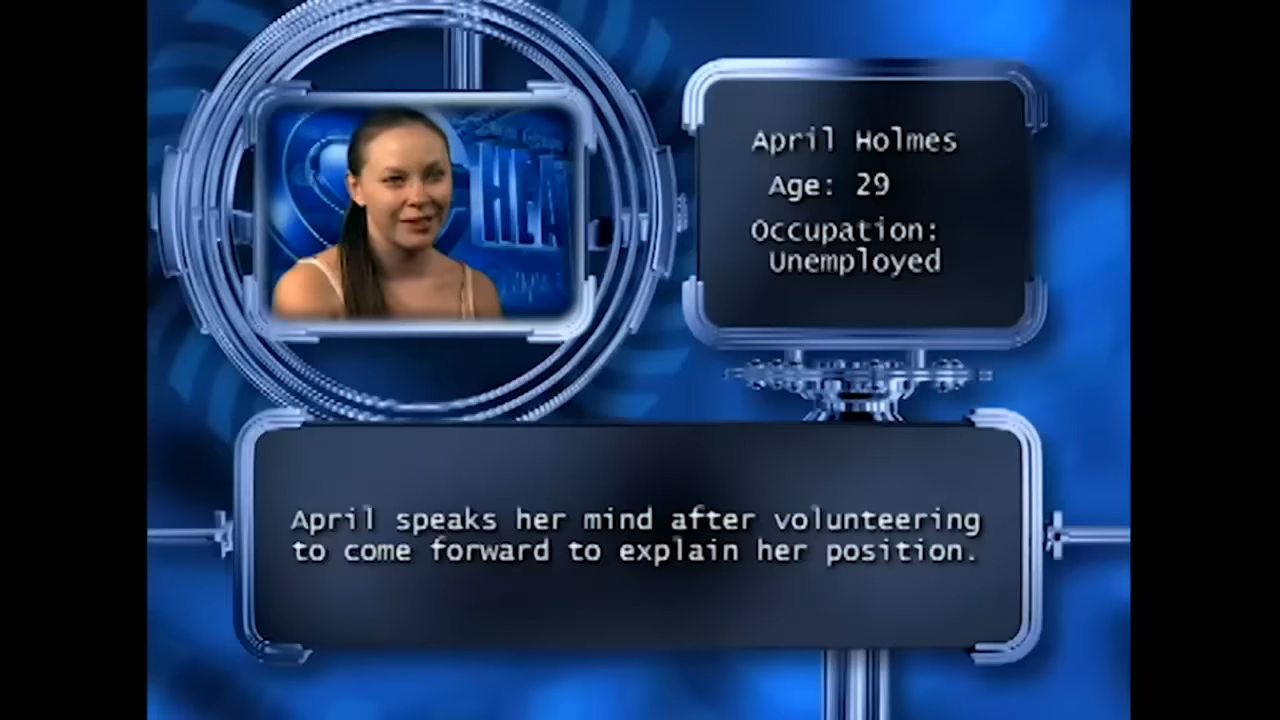 April Holmes
Age: 29
Occupation:
Unemployed
HEA
April speaks her mind after volunteering
to come forward to explain her position.